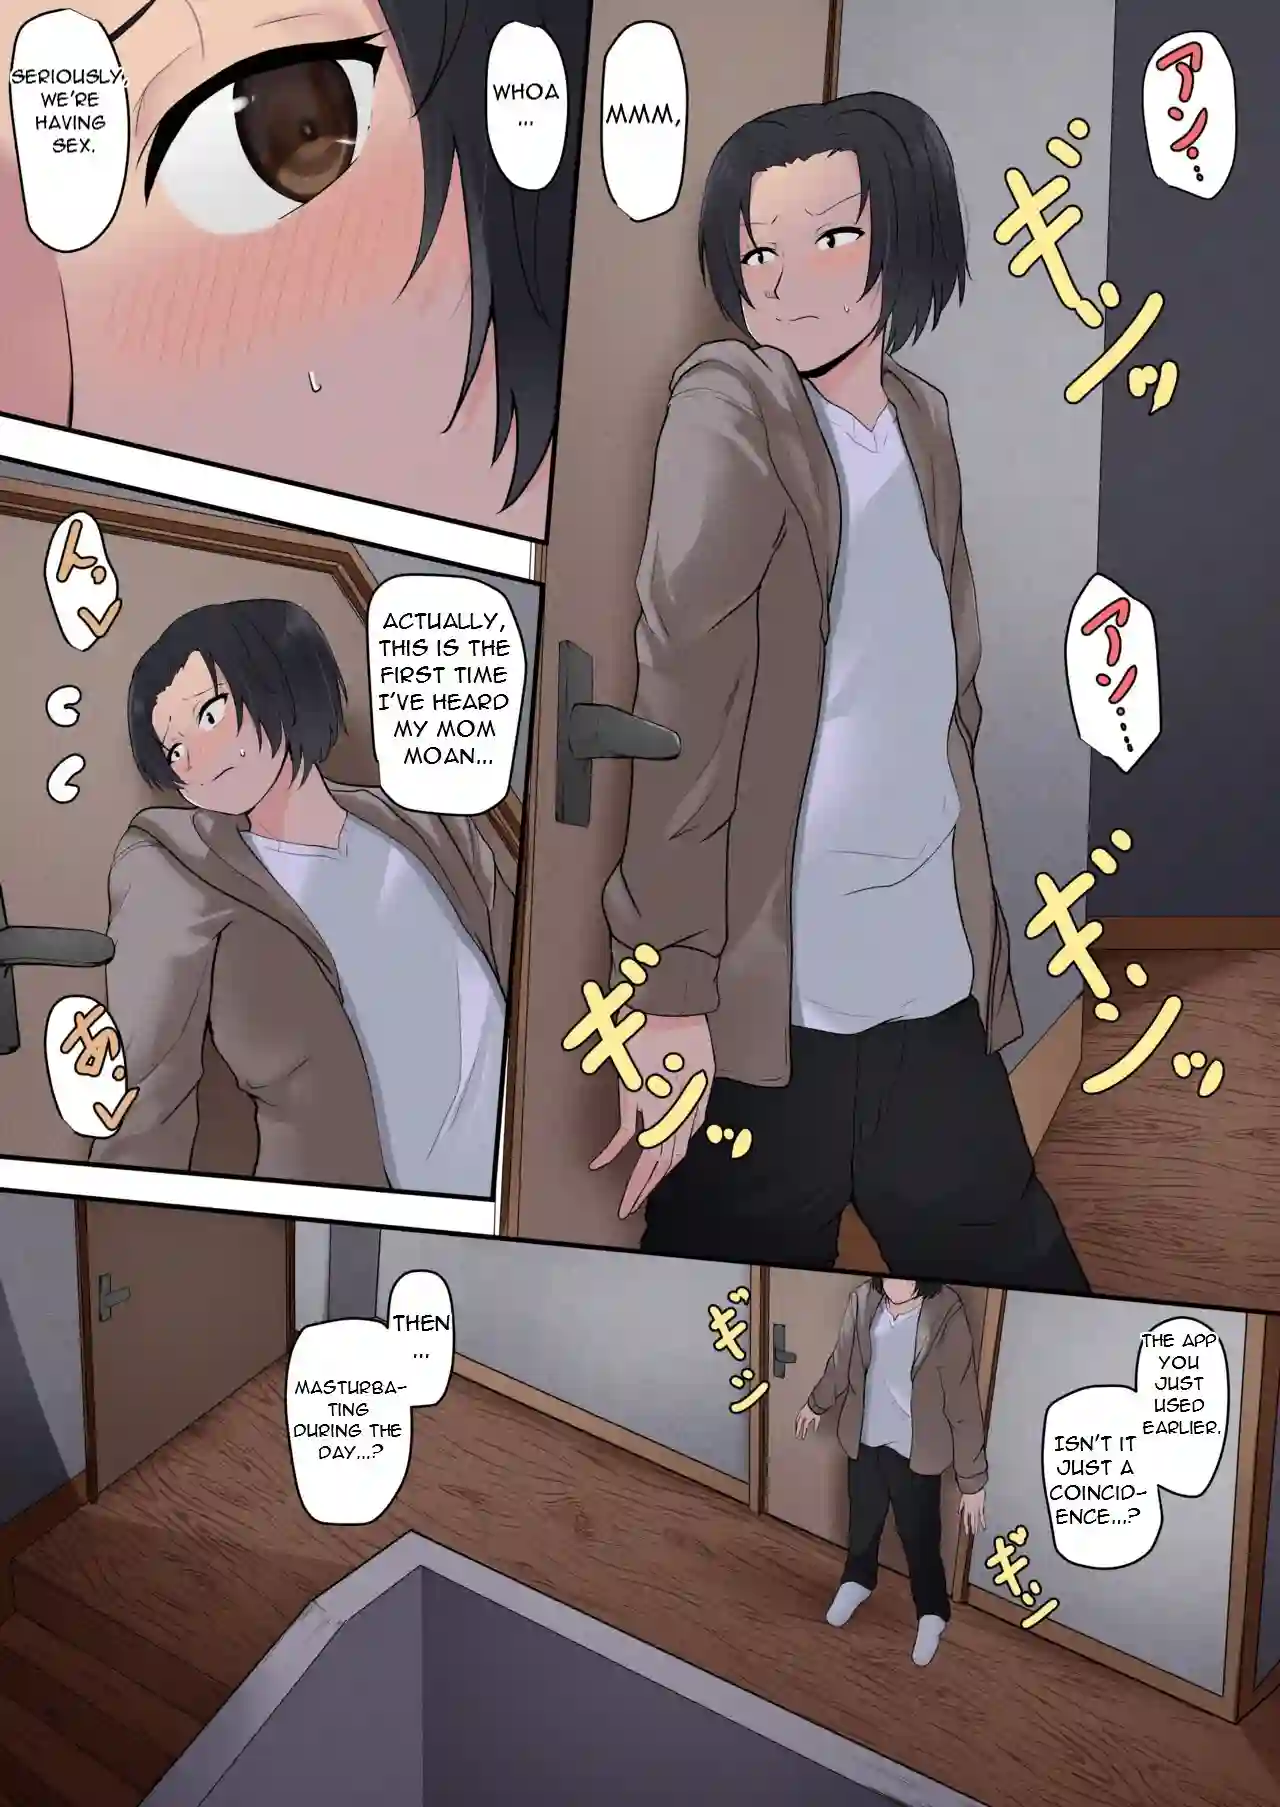 アン…
MMM,
ギシッ
WHOA
...
SERIOUSLY,
WE'RE
HAVING
SEX.
アン……
ギシッ
ギシッ
ACTUALLY,
THIS IS THE
FIRST TIME
I'VE HEARD
MY MOM
MOAN...
ん、
あ、
THE APP
YOU
JUST
USED
EARLIER.
ISN'T IT
JUST A
COINCID-
ENCE...?
ギシ
ギシ
THEN
...
MASTURBA-
TING
DURING THE
DAY...?